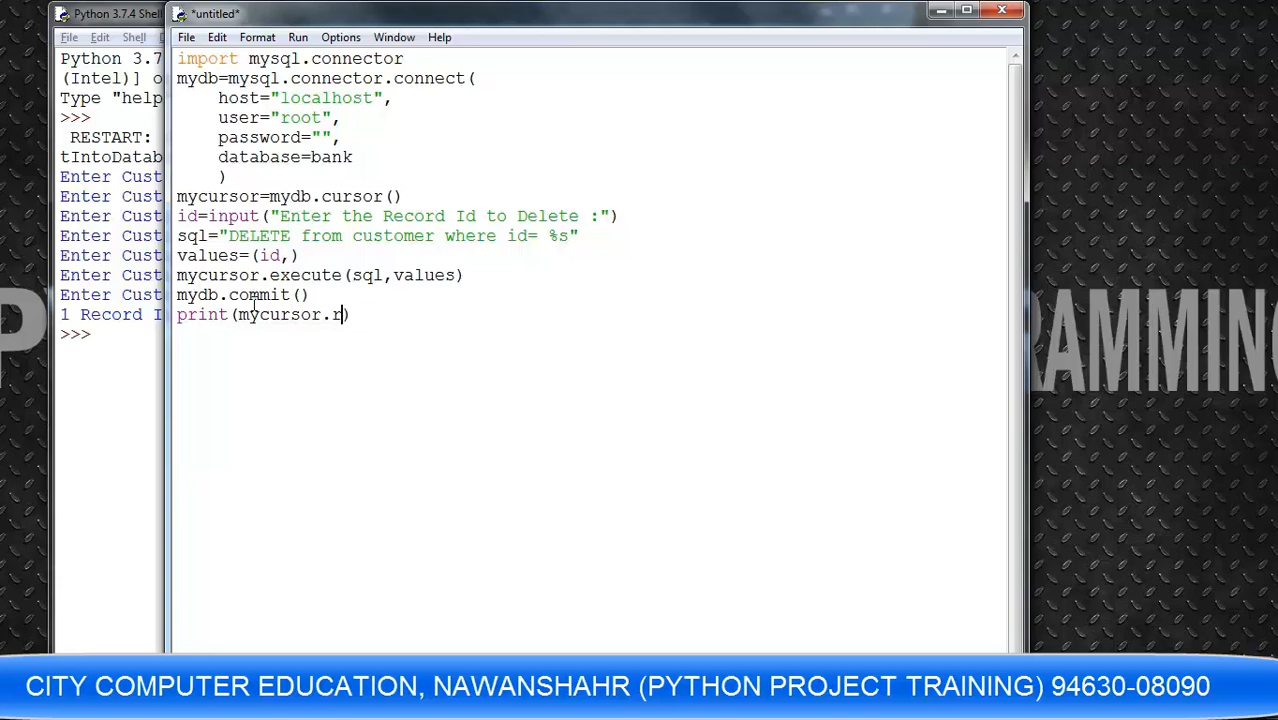 Python 3.7.4 Shell
*untitled*
File Edit Shell
File Edit Format Run Options Window Help
Python 3.7
(Intel)] o
Type "help
>>>
RESTART:
tIntoDatab
Enter Cust
Enter Cust
Enter Cust
Enter Cust
Enter Cust
Enter Cust
Enter Cust
1 Record I
>>>
import mysql.connector
mydb=mysql.connector.connect(
host="localhost",
user="root",
password="",
database=bank
)
mycursor=mydb.cursor()
id=input("Enter the Record Id to Delete :")
sql="DELETE from customer where id= %s"
values=(id,)
mycursor.execute(sql,values)
mydb.commit()
print(mycursor.r)
P
RAMMING
CITY COMPUTER EDUCATION, NAWANSHAHR (PYTHON PROJECT TRAINING) 94630-08090